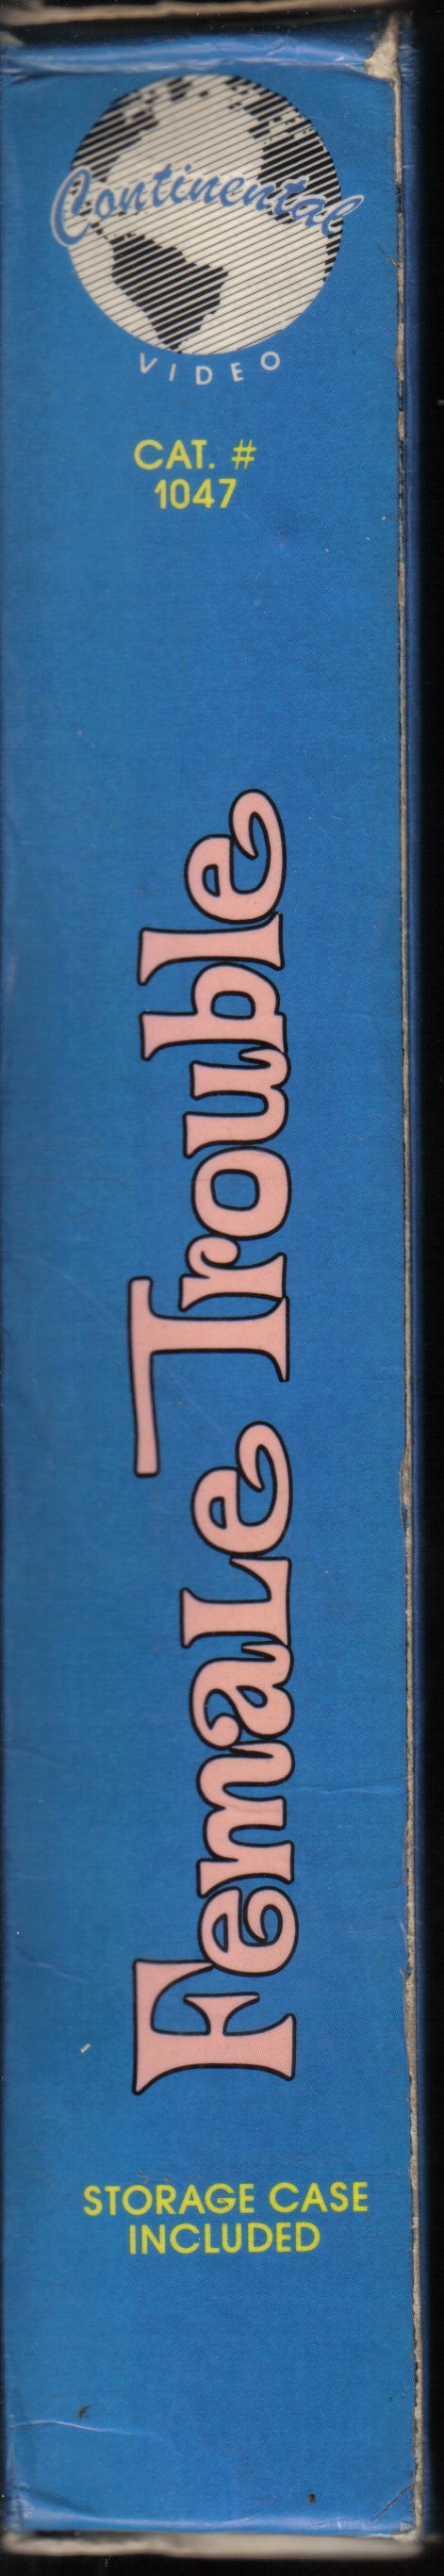 Continental
VIDEO
CAT. #
1047
Female Trouble
STORAGE CASE
INCLUDED